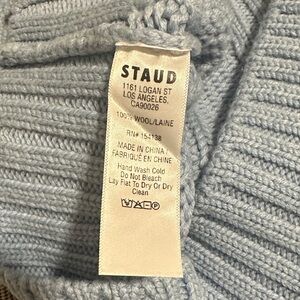 STAUD
1161 LOGAN ST
LOS ANGELES,
CA90026
100% WOOL/LAINE
RN# 154138
MADE IN CHINA
FABRIQUÉ EN CHINE
Hand Wash Cold
Do Not Bleach
Lay Flat To Dry Or Dry
Clean